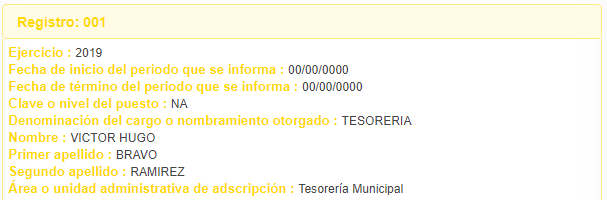 Registro: 001
Ejercicio : 2019
Fecha de inicio del periodo que se informa : 00/00/0000
Fecha de término del periodo que se informa : 00/00/0000
Clave o nivel del puesto : NA
Denominación del cargo o nombramiento otorgado : TESORERIA
Nombre : VICTOR HUGO
Primer apellido : BRAVO
Segundo apellido : RAMIREZ
Área o unidad administrativa de adscripción : Tesorería Municipal